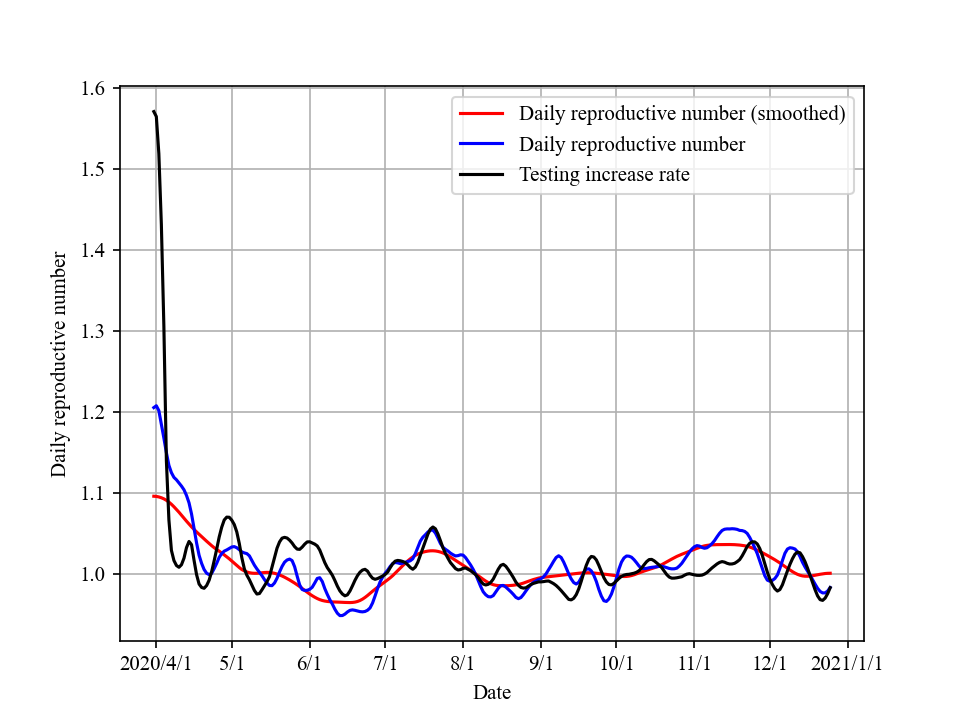 Daily reproductive number (smoothed)
Daily reproductive number
Testing increase rate
1.6
1.5
1.4
1.3
1.2
1.1
1.0
Daily reproductive number
2020/4/1 5/1 6/1 7/1 8/1 9/1 10/1 11/1 12/1 2021/1/1
Date